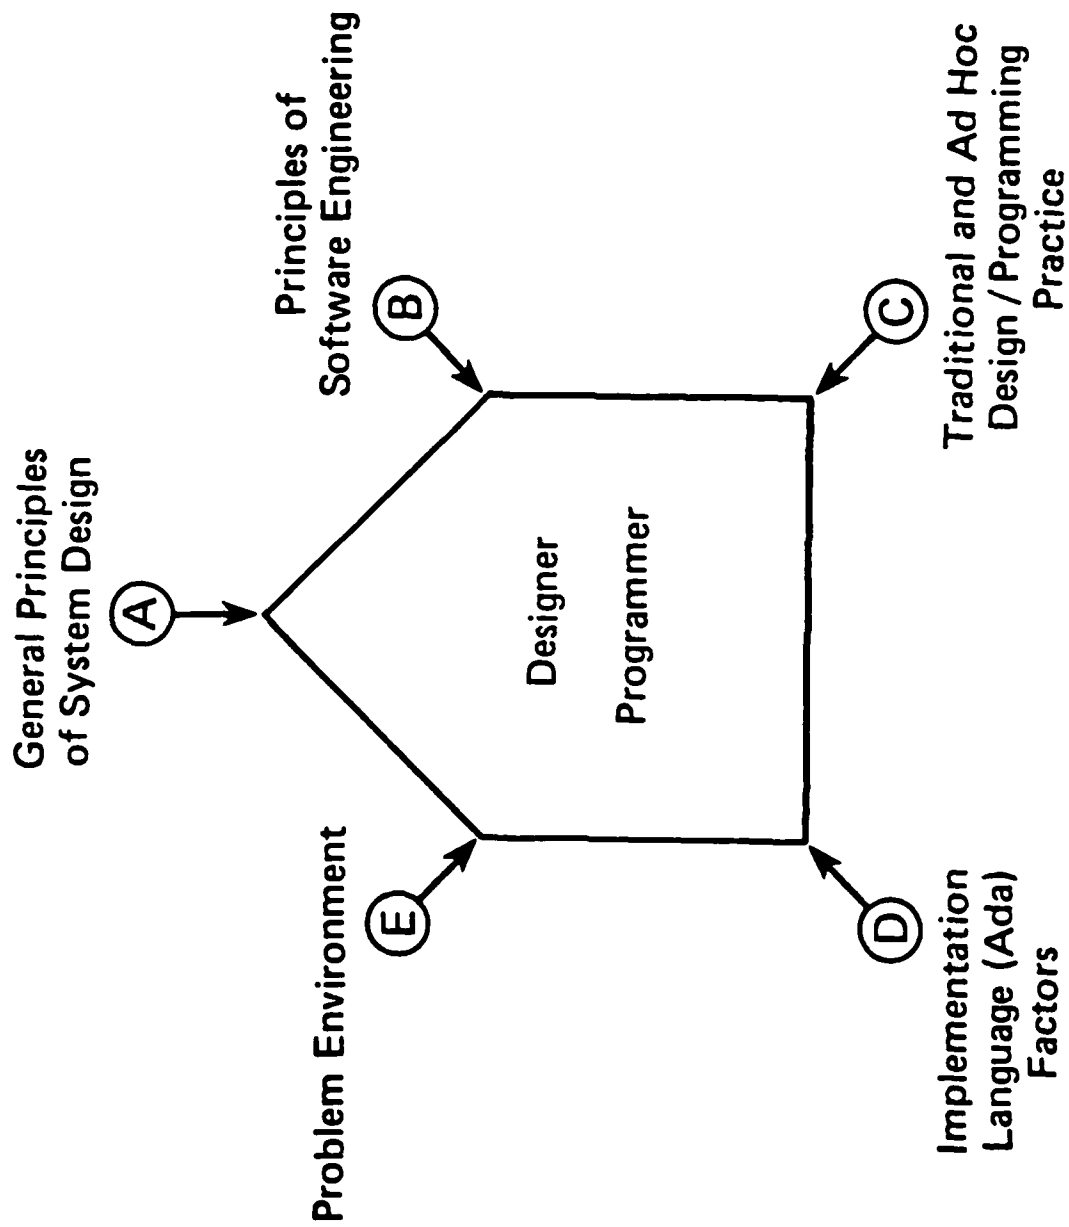 General Principles
of System Design
A
Principles of
Software Engineering
B
Traditional and Ad Hoc
Design / Programming
Practice
C
Implementation
Language (Ada)
Factors
D
Problem Environment
E
Designer
Programmer